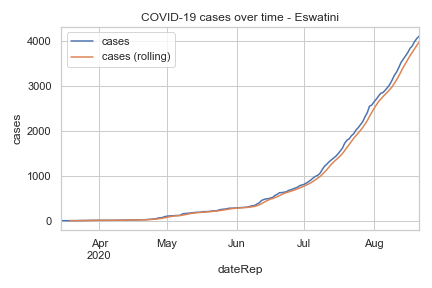 COVID-19 cases over time - Eswatini
cases
cases (rolling)
4000
3000
2000
1000
0
cases
Apr
2020
May
Jun
Jul
Aug
dateRep